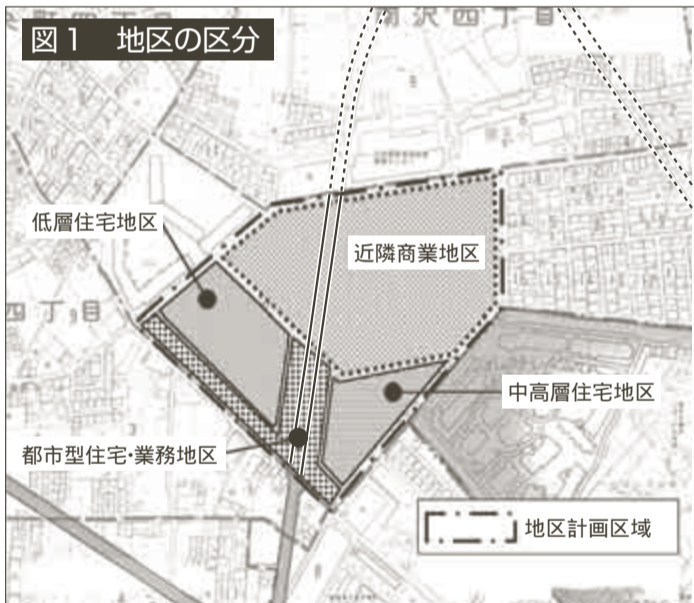 図1 地区の区分
沢四丁目
低層住宅地区
近隣商業地区
四丁目
中高層住宅地区
都市型住宅・業務地区
地区計画区域